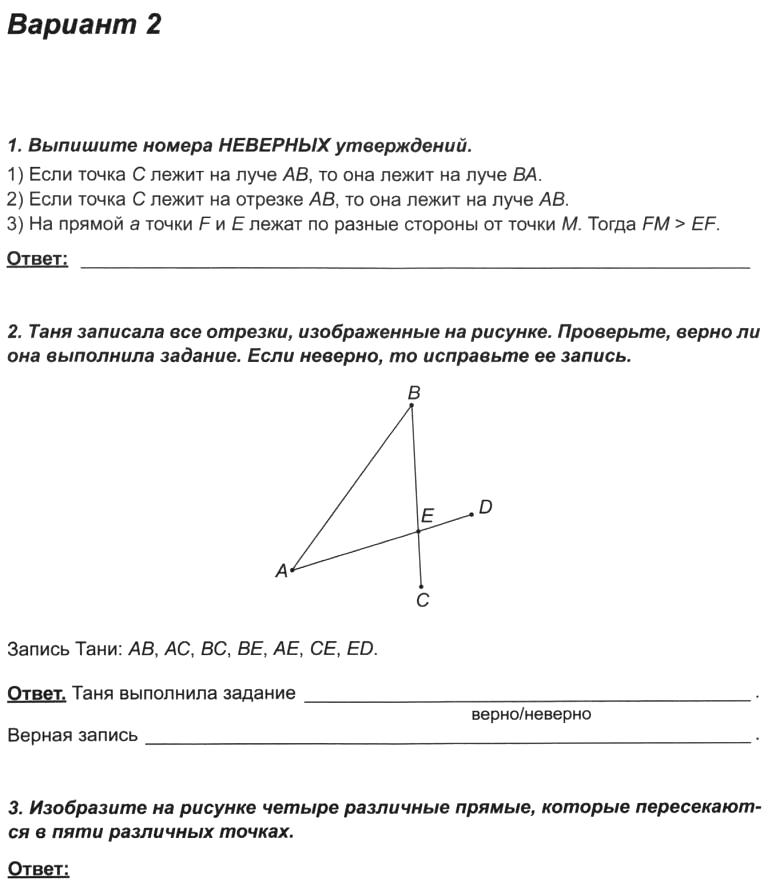 Вариант 2
1. Выпишите номера НЕВЕРНЫХ утверждений.
1) Если точка C лежит на луче AB, то она лежит на луче BA.
2) Если точка C лежит на отрезке AB, то она лежит на луче AB.
3) На прямой a точки F и E лежат по разные стороны от точки M. Тогда FM > EF.
Ответ:
2. Таня записала все отрезки, изображенные на рисунке. Проверьте, верно ли
она выполнила задание. Если неверно, то исправьте ее запись.
B
E
D
A
C
Запись Тани: AB, AC, BC, BE, AE, CE, ED.
Ответ. Таня выполнила задание .
верно/неверно
Верная запись .
3. Изобразите на рисунке четыре различные прямые, которые пересекают-
ся в пяти различных точках.
Ответ: